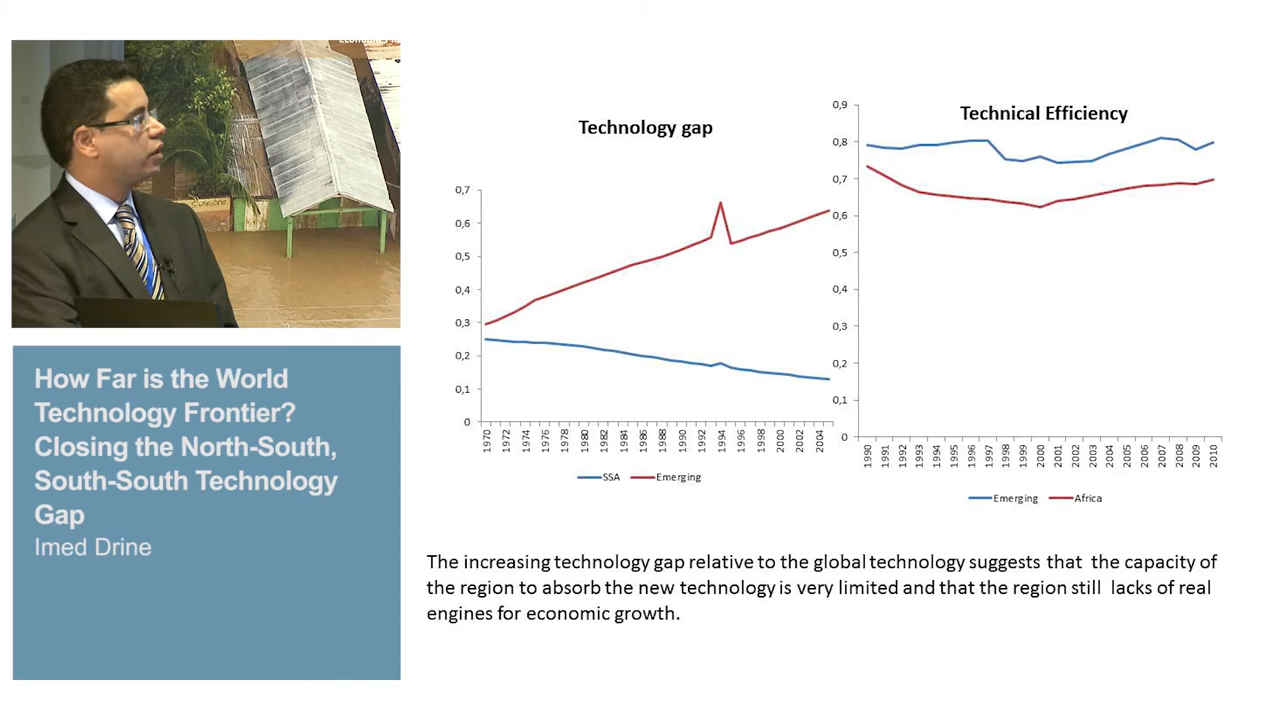 How Far is the World
Technology Frontier?
Closing the North-South,
South-South Technology
Gap
Imed Drine
Technology gap
0,7
0,6
0,5
0,4
0,3
0,2
0,1
0
1970 1972 1974 1976 1978 1980 1982 1984 1986 1988 1990 1992 1994 1996 1998 2000 2002 2004
SSA Emerging
Technical Efficiency
0,9
0,8
0,7
0,6
0,5
0,4
0,3
0,2
0,1
0
1990 1991 1992 1993 1994 1995 1996 1997 1998 1999 2000 2001 2002 2003 2004 2005 2006 2007 2008 2009 2010
Emerging Africa
The increasing technology gap relative to the global technology suggests that the capacity of
the region to absorb the new technology is very limited and that the region still lacks of real
engines for economic growth.